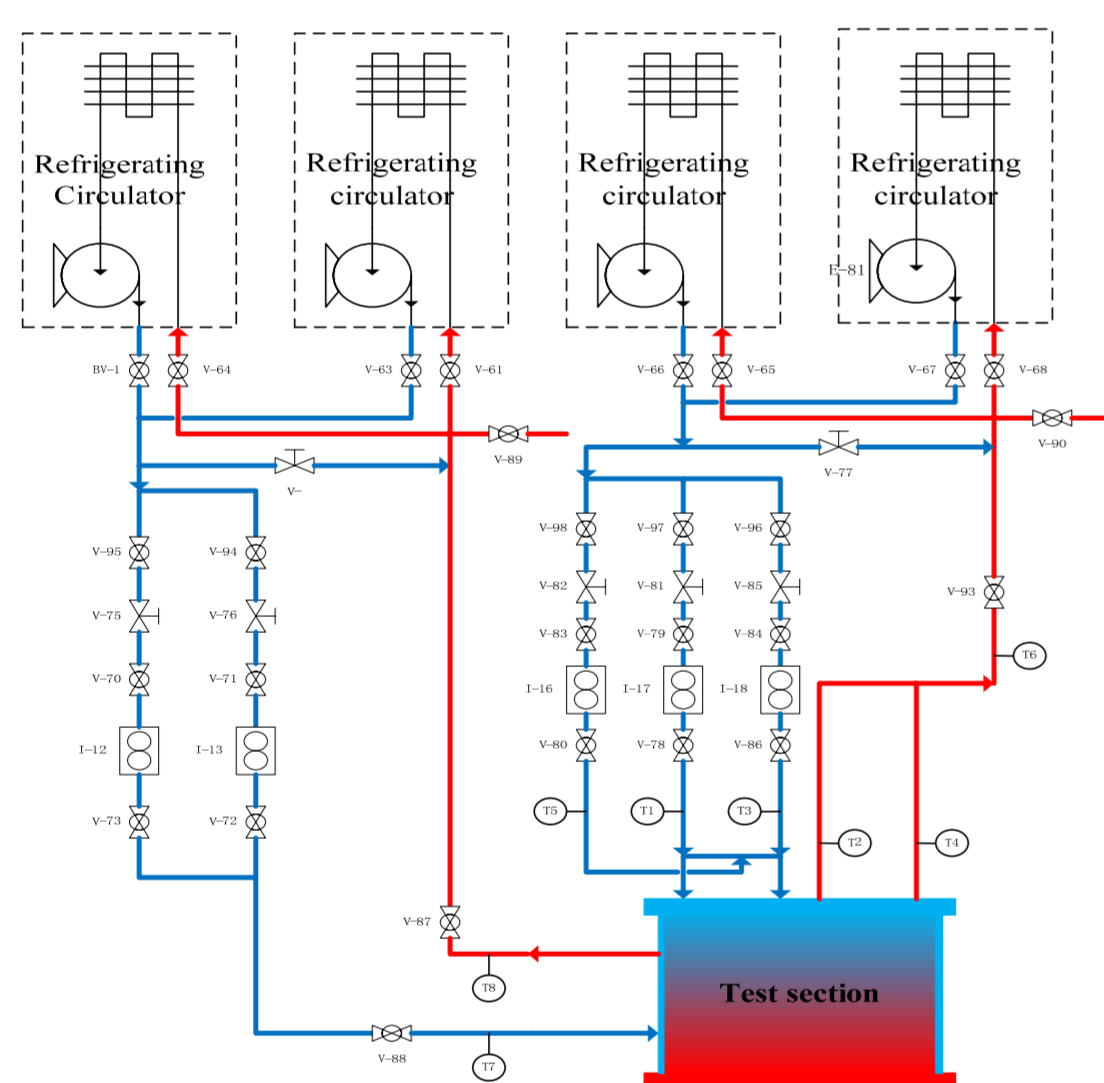 Refrigerating
Circulator
Refrigerating
circulator
Refrigerating
circulator
Refrigerating
circulator
E-81
BV-1
V-64
V-63
V-61
V-66
V-65
V-67
V-68
V-89
V-90
V-
V-77
V-95
V-94
V-98
V-97
V-96
V-75
V-76
V-82
V-81
V-85
V-93
V-83
V-79
V-84
T6
V-70
V-71
I-16
I-17
I-18
I-12
I-13
V-80
V-78
V-86
V-73
V-72
T5
T1
T3
T2
T4
V-87
T8
Test section
V-88
T7